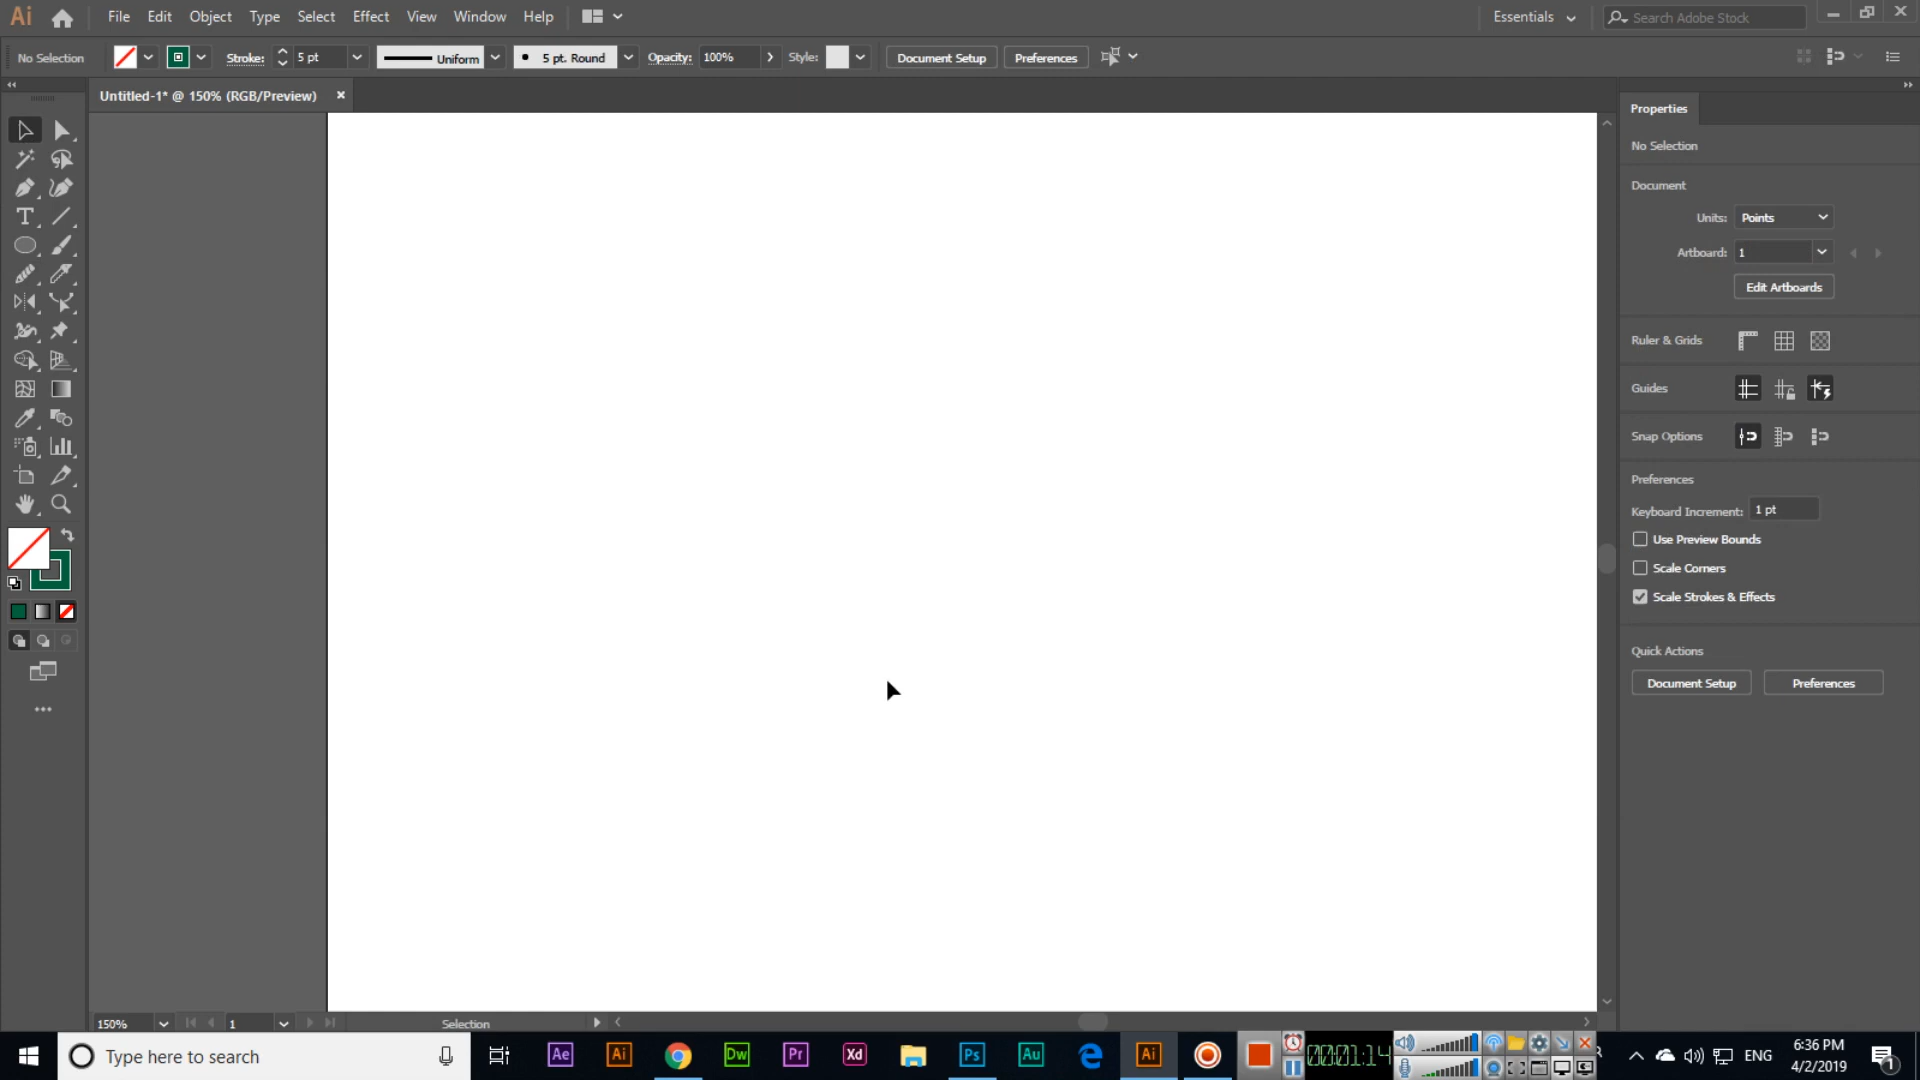 Ai File Edit Object Type Select Effect View Window Help Essentials Search Adobe Stock
No Selection Stroke: 5 pt Uniform 5 pt. Round Opacity: 100% Style: Document Setup Preferences
Untitled-1* @ 150% (RGB/Preview)
Properties
No Selection
Document
Units: Points
Artboard: 1
Edit Artboards
Ruler & Grids
Guides
Snap Options
Preferences
Keyboard Increment: 1 pt
Use Preview Bounds
Scale Corners
Scale Strokes & Effects
Quick Actions
Document Setup Preferences
150% 1 Selection
Type here to search Ae Ai Dw Pr Xd Ps Au Ai 00:01:14 ENG 6:36 PM
4/2/2019 1